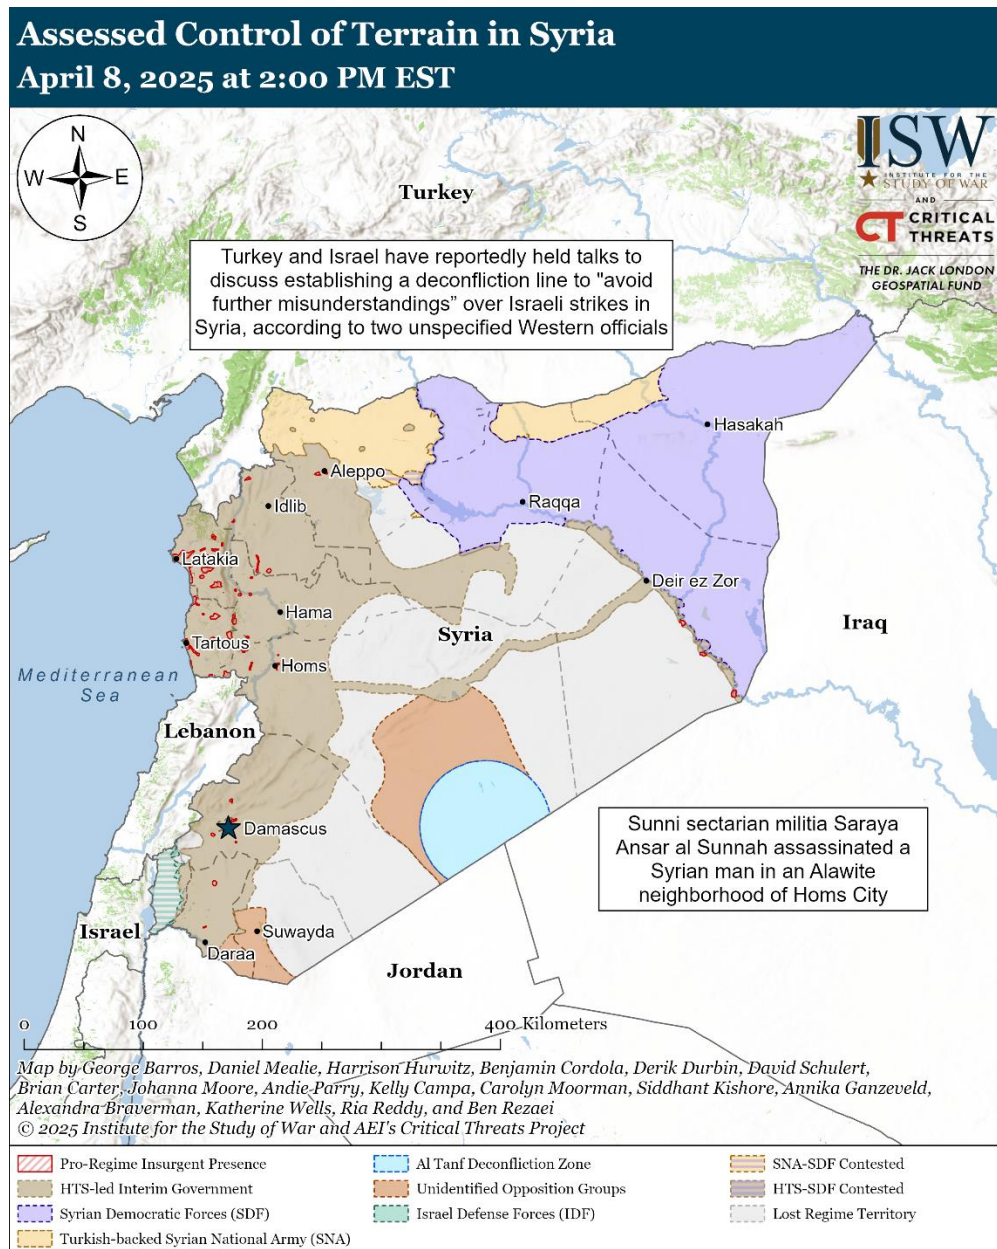 Assessed Control of Terrain in Syria
April 8, 2025 at 2:00 PM EST
N
W
E
S
ISW
INSTITUTE FOR THE
STUDY OF WAR
AND
CT CRITICAL
THREATS
THE DR. JACK LONDON
GEOSPATIAL FUND
Turkey
Turkey and Israel have reportedly held talks to
discuss establishing a deconfliction line to "avoid
further misunderstandings” over Israeli strikes in
Syria, according to two unspecified Western officials
Hasakah
Aleppo
Idlib
Raqqa
Latakia
Deir ez Zor
Hama
Syria
Iraq
Tartous
Homs
Mediterranean
Sea
Lebanon
Damascus
Sunni sectarian militia Saraya
Ansar al Sunnah assassinated a
Syrian man in an Alawite
neighborhood of Homs City
Israel
Suwayda
Daraa
Jordan
0 100 200 400 Kilometers
Map by George Barros, Daniel Mealie, Harrison Hurwitz, Benjamin Cordola, Derik Durbin, David Schulert,
Brian Carter, Johanna Moore, Andie Parry, Kelly Campa, Carolyn Moorman, Siddhant Kishore, Annika Ganzeveld,
Alexandra Braverman, Katherine Wells, Ria Reddy, and Ben Rezaei
© 2025 Institute for the Study of War and AEI's Critical Threats Project
Pro-Regime Insurgent Presence
HTS-led Interim Government
Syrian Democratic Forces (SDF)
Turkish-backed Syrian National Army (SNA)
Al Tanf Deconfliction Zone
Unidentified Opposition Groups
Israel Defense Forces (IDF)
SNA-SDF Contested
HTS-SDF Contested
Lost Regime Territory